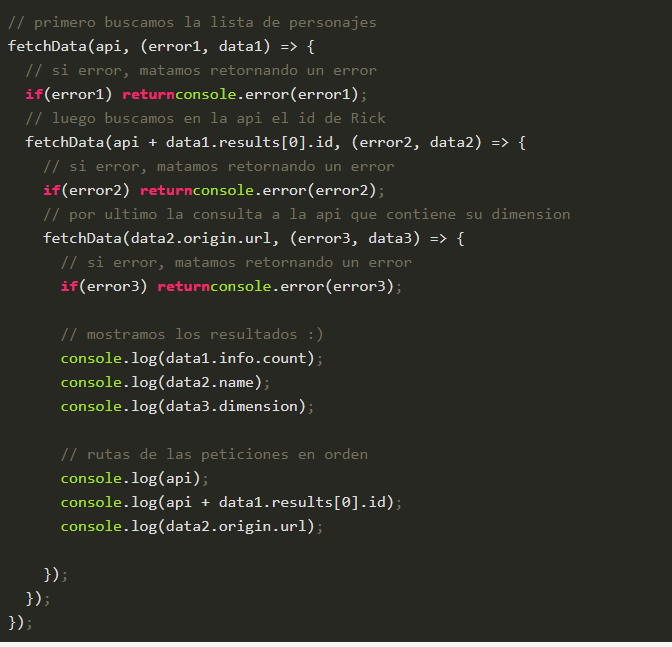 // primero buscamos la lista de personajes
fetchData(api, (error1, data1) => {
  // si error, matamos retornando un error
  if(error1) returnconsole.error(error1);
  // luego buscamos en la api el id de Rick
  fetchData(api + data1.results[0].id, (error2, data2) => {
    // si error, matamos retornando un error
    if(error2) returnconsole.error(error2);
    // por ultimo la consulta a la api que contiene su dimension
    fetchData(data2.origin.url, (error3, data3) => {
      // si error, matamos retornando un error
      if(error3) returnconsole.error(error3);

      // mostramos los resultados :)
      console.log(data1.info.count);
      console.log(data2.name);
      console.log(data3.dimension);

      // rutas de las peticiones en orden
      console.log(api);
      console.log(api + data1.results[0].id);
      console.log(data2.origin.url);

    });
  });
});